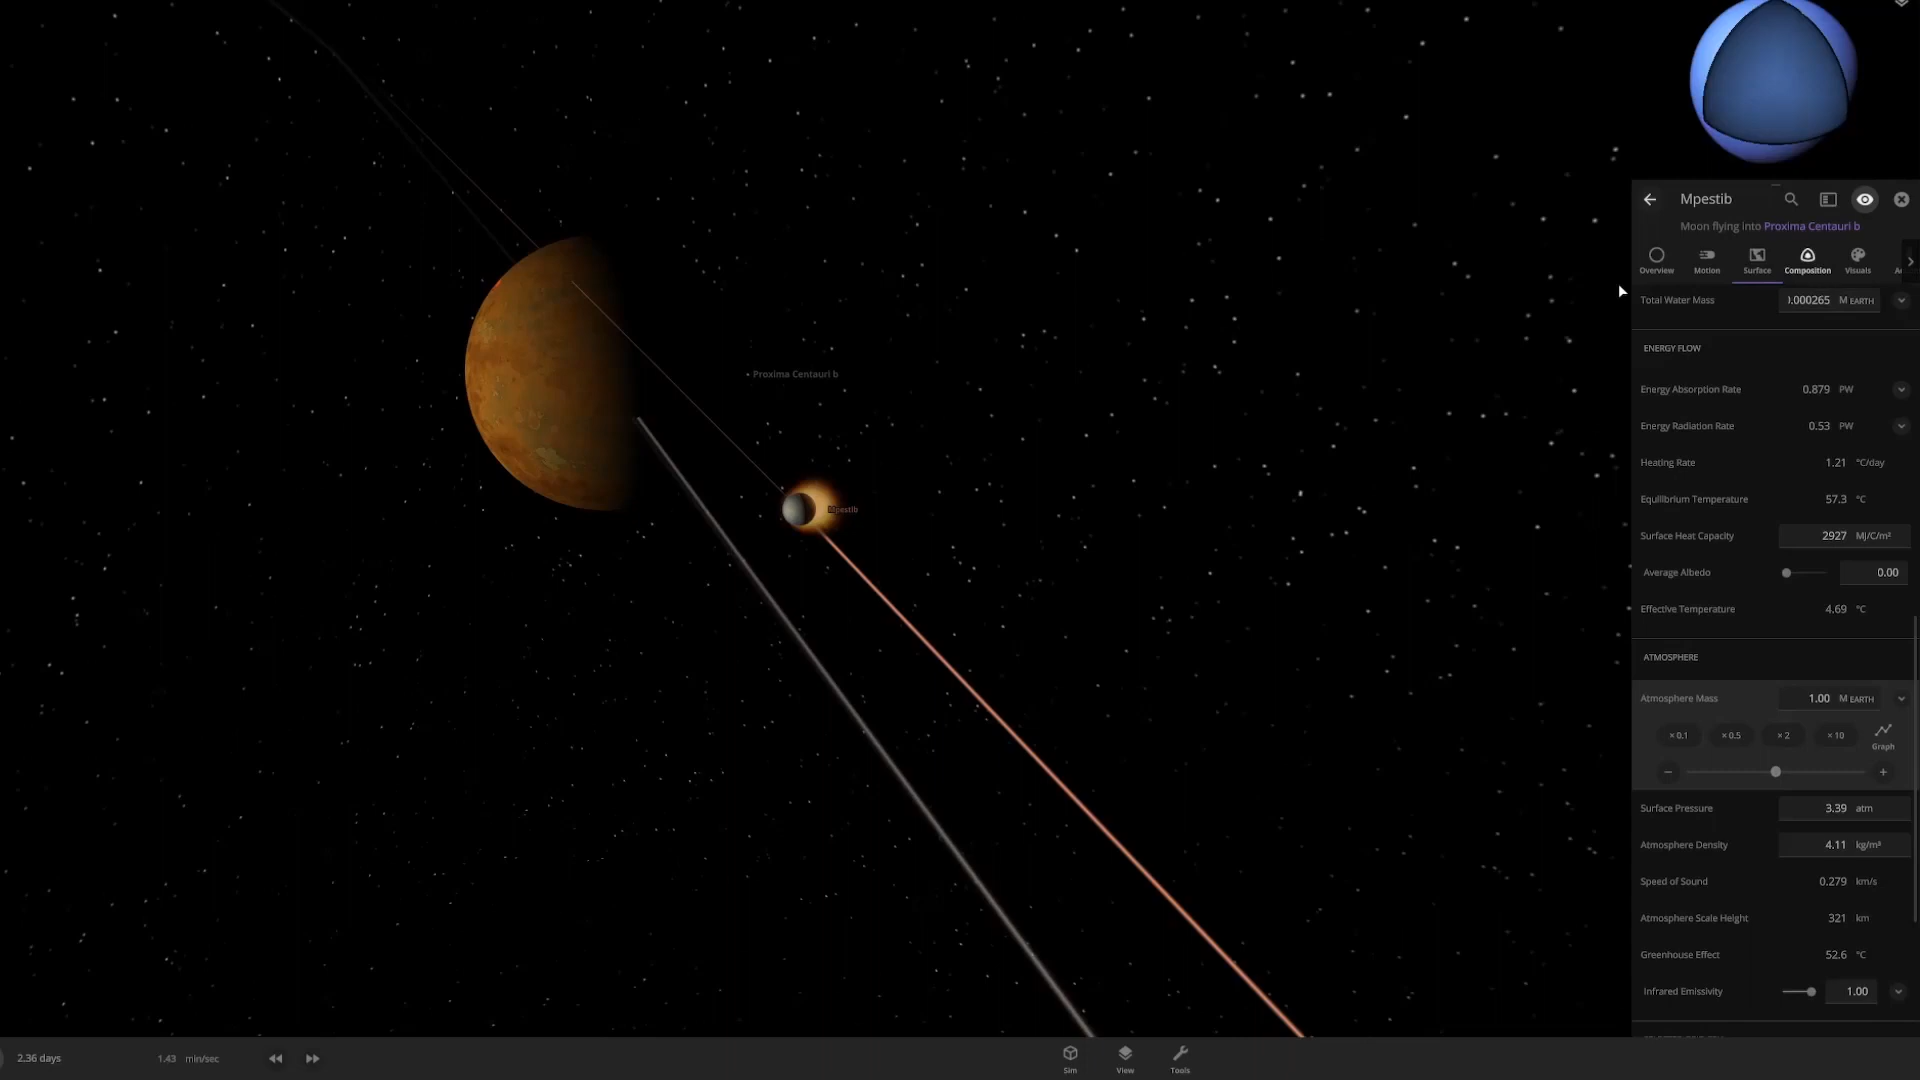 Mpestib
Moon flying into Proxima Centauri b
Overview Motion Surface Composition Visuals
Total Water Mass .000265 M EARTH
ENERGY FLOW
Energy Absorption Rate 0.879 PW
Energy Radiation Rate 0.53 PW
Heating Rate 1.21 °C/day
Equilibrium Temperature 57.3 °C
Surface Heat Capacity 2927 MJ/C/m²
Average Albedo 0.00
Effective Temperature 4.69 °C
ATMOSPHERE
Atmosphere Mass 1.00 M EARTH
× 0.1 × 0.5 × 2 × 10 Graph
Surface Pressure 3.39 atm
Atmosphere Density 4.11 kg/m³
Speed of Sound 0.279 km/s
Atmosphere Scale Height 321 km
Greenhouse Effect 52.6 °C
Infrared Emissivity 1.00
Proxima Centauri b
Mpestib
2.36 days 1.43 min/sec
Sim View Tools